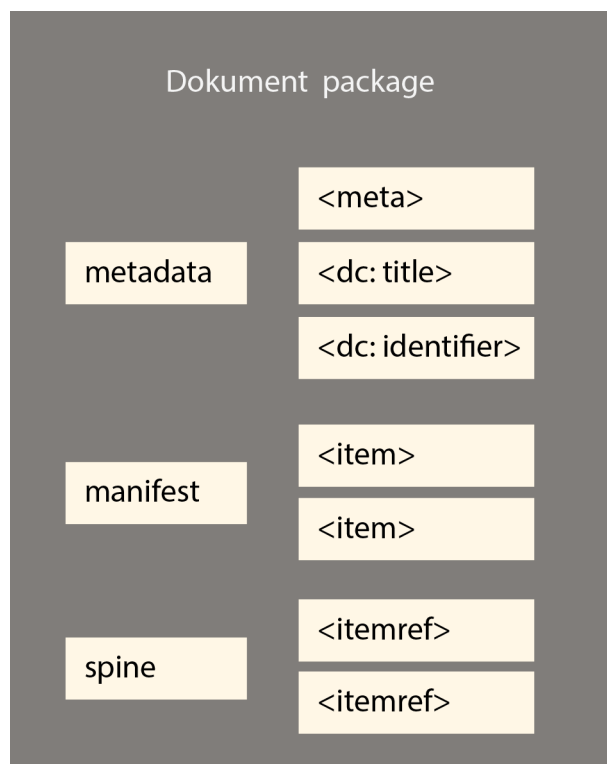 Dokument package
<meta>
metadata
<dc: title>
<dc: identifier>
<item>
manifest
<item>
<itemref>
spine
<itemref>